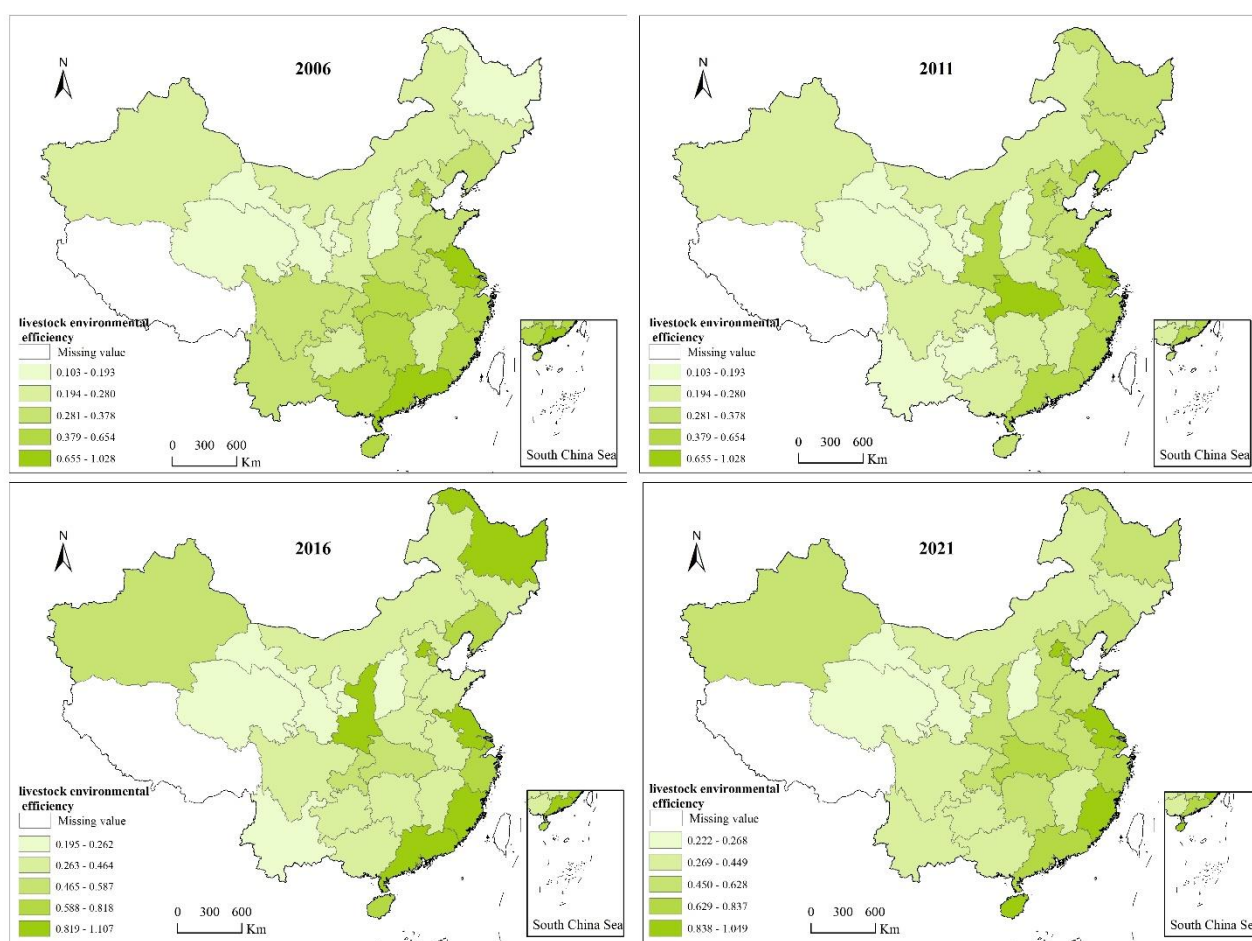 N
2006
livestock environmental
efficiency
Missing value
0.103 - 0.193
0.194 - 0.280
0.281 - 0.378
0.379 - 0.654
0.655 - 1.028
0 300 600
Km
South China Sea
N
2011
livestock environmental
efficiency
Missing value
0.103 - 0.193
0.194 - 0.280
0.281 - 0.378
0.379 - 0.654
0.655 - 1.028
0 300 600
Km
South China Sea
N
2016
livestock environmental
efficiency
Missing value
0.195 - 0.262
0.263 - 0.464
0.465 - 0.587
0.588 - 0.818
0.819 - 1.107
0 300 600
Km
South China Sea
N
2021
livestock environmental
efficiency
Missing value
0.222 - 0.268
0.269 - 0.449
0.450 - 0.628
0.629 - 0.837
0.838 - 1.049
0 300 600
Km
South China Sea